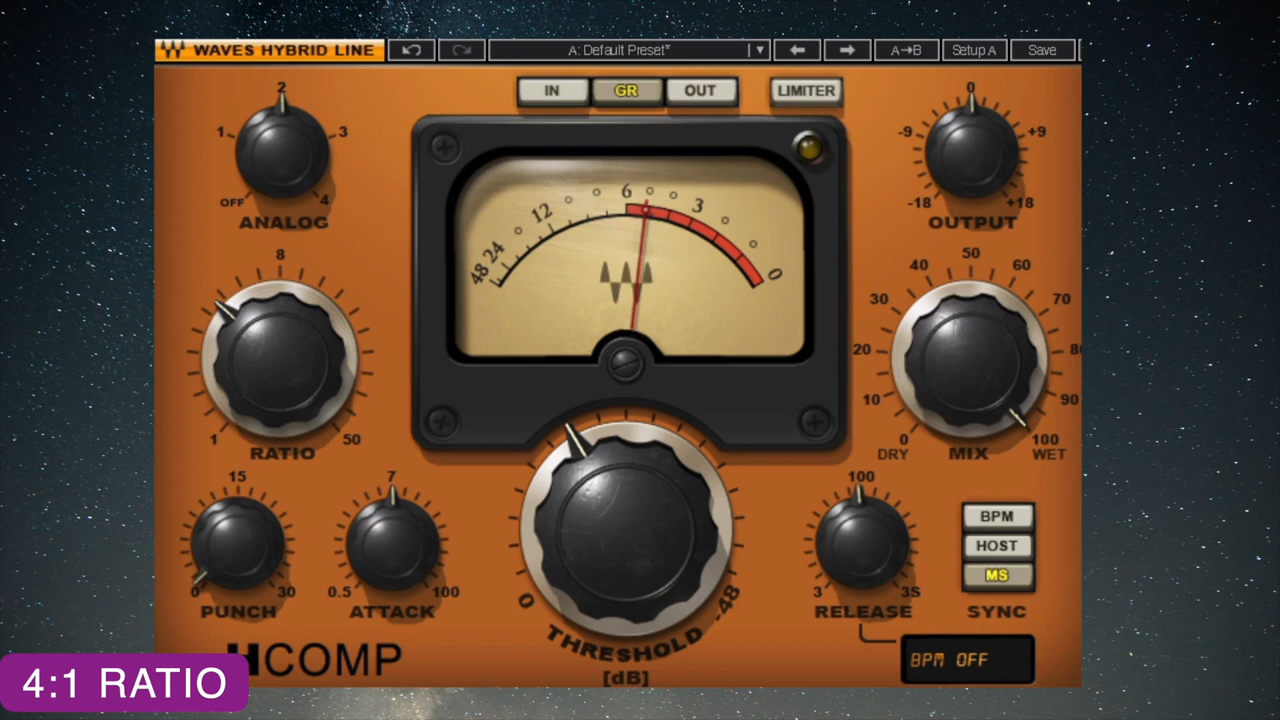 WAVES HYBRID LINE
A: Default Preset*
A→B
Setup A
Save
IN
GR
OUT
LIMITER
OFF
1
2
3
4
ANALOG
48
24
12
6
3
0
-18
-9
0
+9
+18
OUTPUT
1
8
50
RATIO
0
10
20
30
40
50
60
70
90
100
DRY
MIX
WET
0
15
30
PUNCH
0.5
7
100
ATTACK
0
-48
THRESHOLD
[dB]
3
100
3S
RELEASE
BPM
HOST
MS
SYNC
BPM OFF
COMP
4:1 RATIO